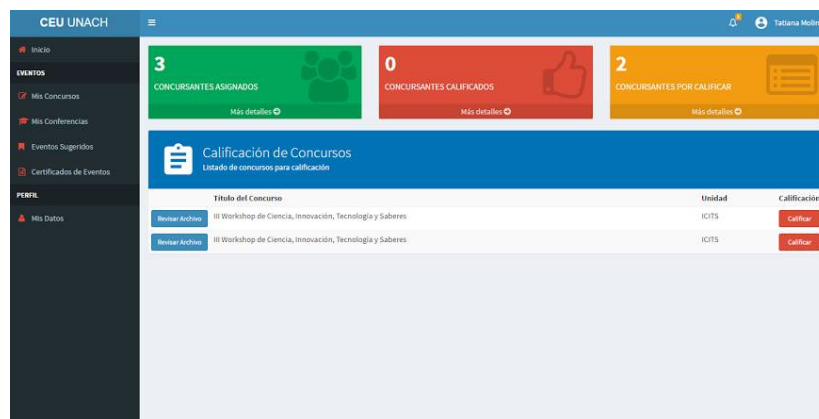 CEU UNACH
Tatiana Molin
Inicio
EVENTOS
Mis Concursos
Mis Conferencias
Eventos Sugeridos
Certificados de Eventos
PERFIL
Mis Datos
3
CONCURSANTES ASIGNADOS
Más detalles
0
CONCURSANTES CALIFICADOS
Más detalles
2
CONCURSANTES POR CALIFICAR
Más detalles
Calificación de Concursos
Listado de concursos para calificación
Título del Concurso Unidad Calificación
Revisar Archivo III Workshop de Ciencia, Innovación, Tecnología y Saberes ICITS Calificar
Revisar Archivo III Workshop de Ciencia, Innovación, Tecnología y Saberes ICITS Calificar